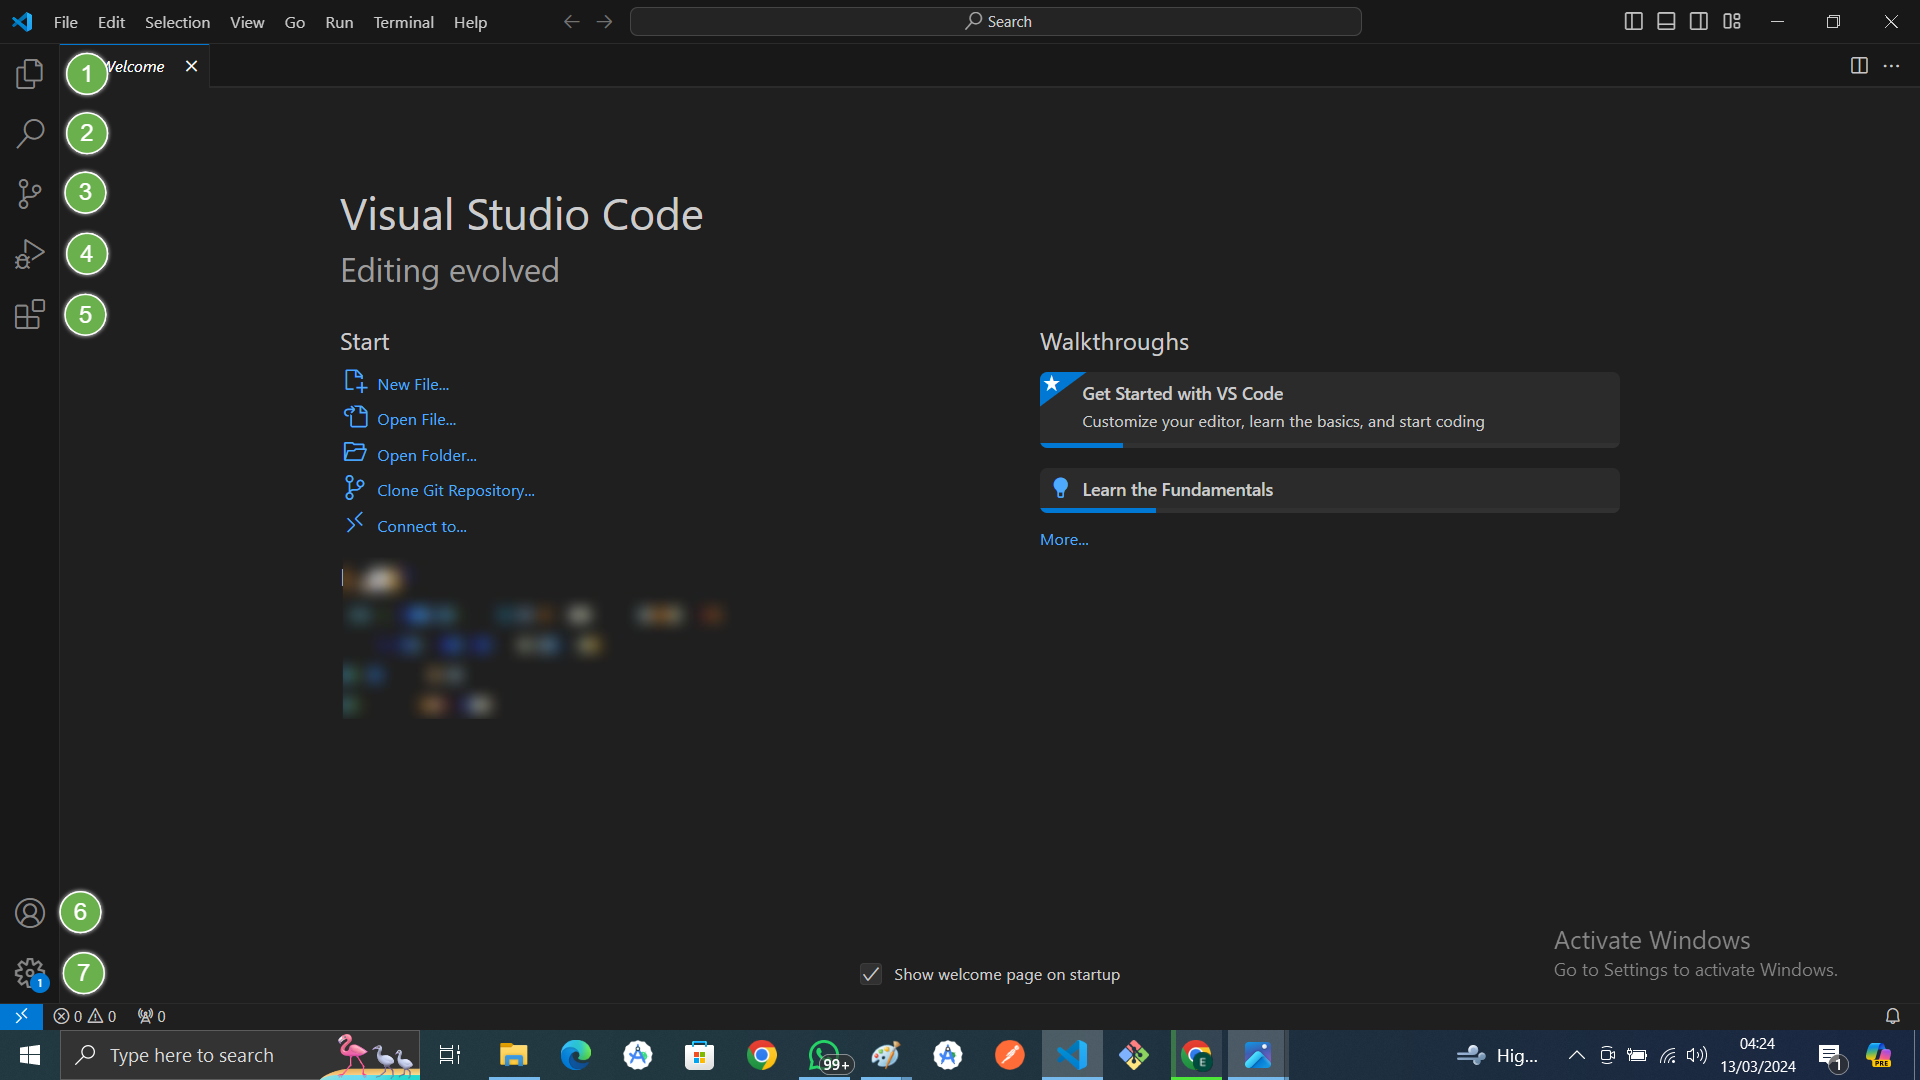 File Edit Selection View Go Run Terminal Help
Search
1 Welcome
2
3
4
5
Visual Studio Code
Editing evolved
Start
New File...
Open File...
Open Folder...
Clone Git Repository...
Connect to...
Walkthroughs
Get Started with VS Code
Customize your editor, learn the basics, and start coding
Learn the Fundamentals
More...
6
7
1
Show welcome page on startup
Activate Windows
Go to Settings to activate Windows.
0 0 0
Type here to search
99+
E
Hig...
04:24
13/03/2024
1
PRE